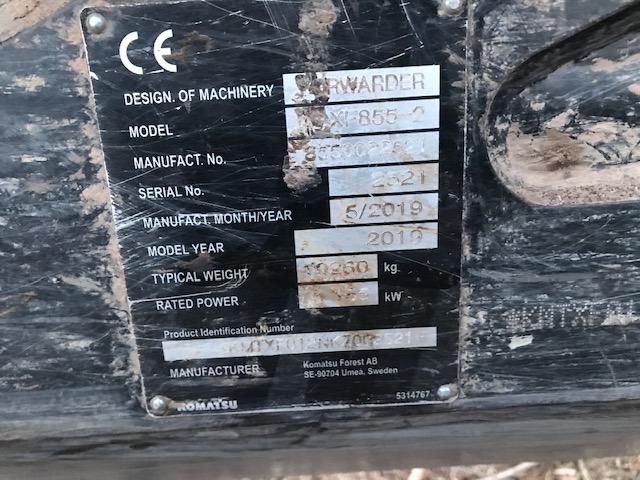 CE
DESIGN. OF MACHINERY FORWARDER
MODEL
MANUFACT. No.
SERIAL No. 2521
MANUFACT. MONTH/YEAR 5/2019
MODEL YEAR 2019
TYPICAL WEIGHT kg
RATED POWER kW
Product Identification Number
MANUFACTURER Komatsu Forest AB
SE-90704 Umea, Sweden
KOMATSU 5314767